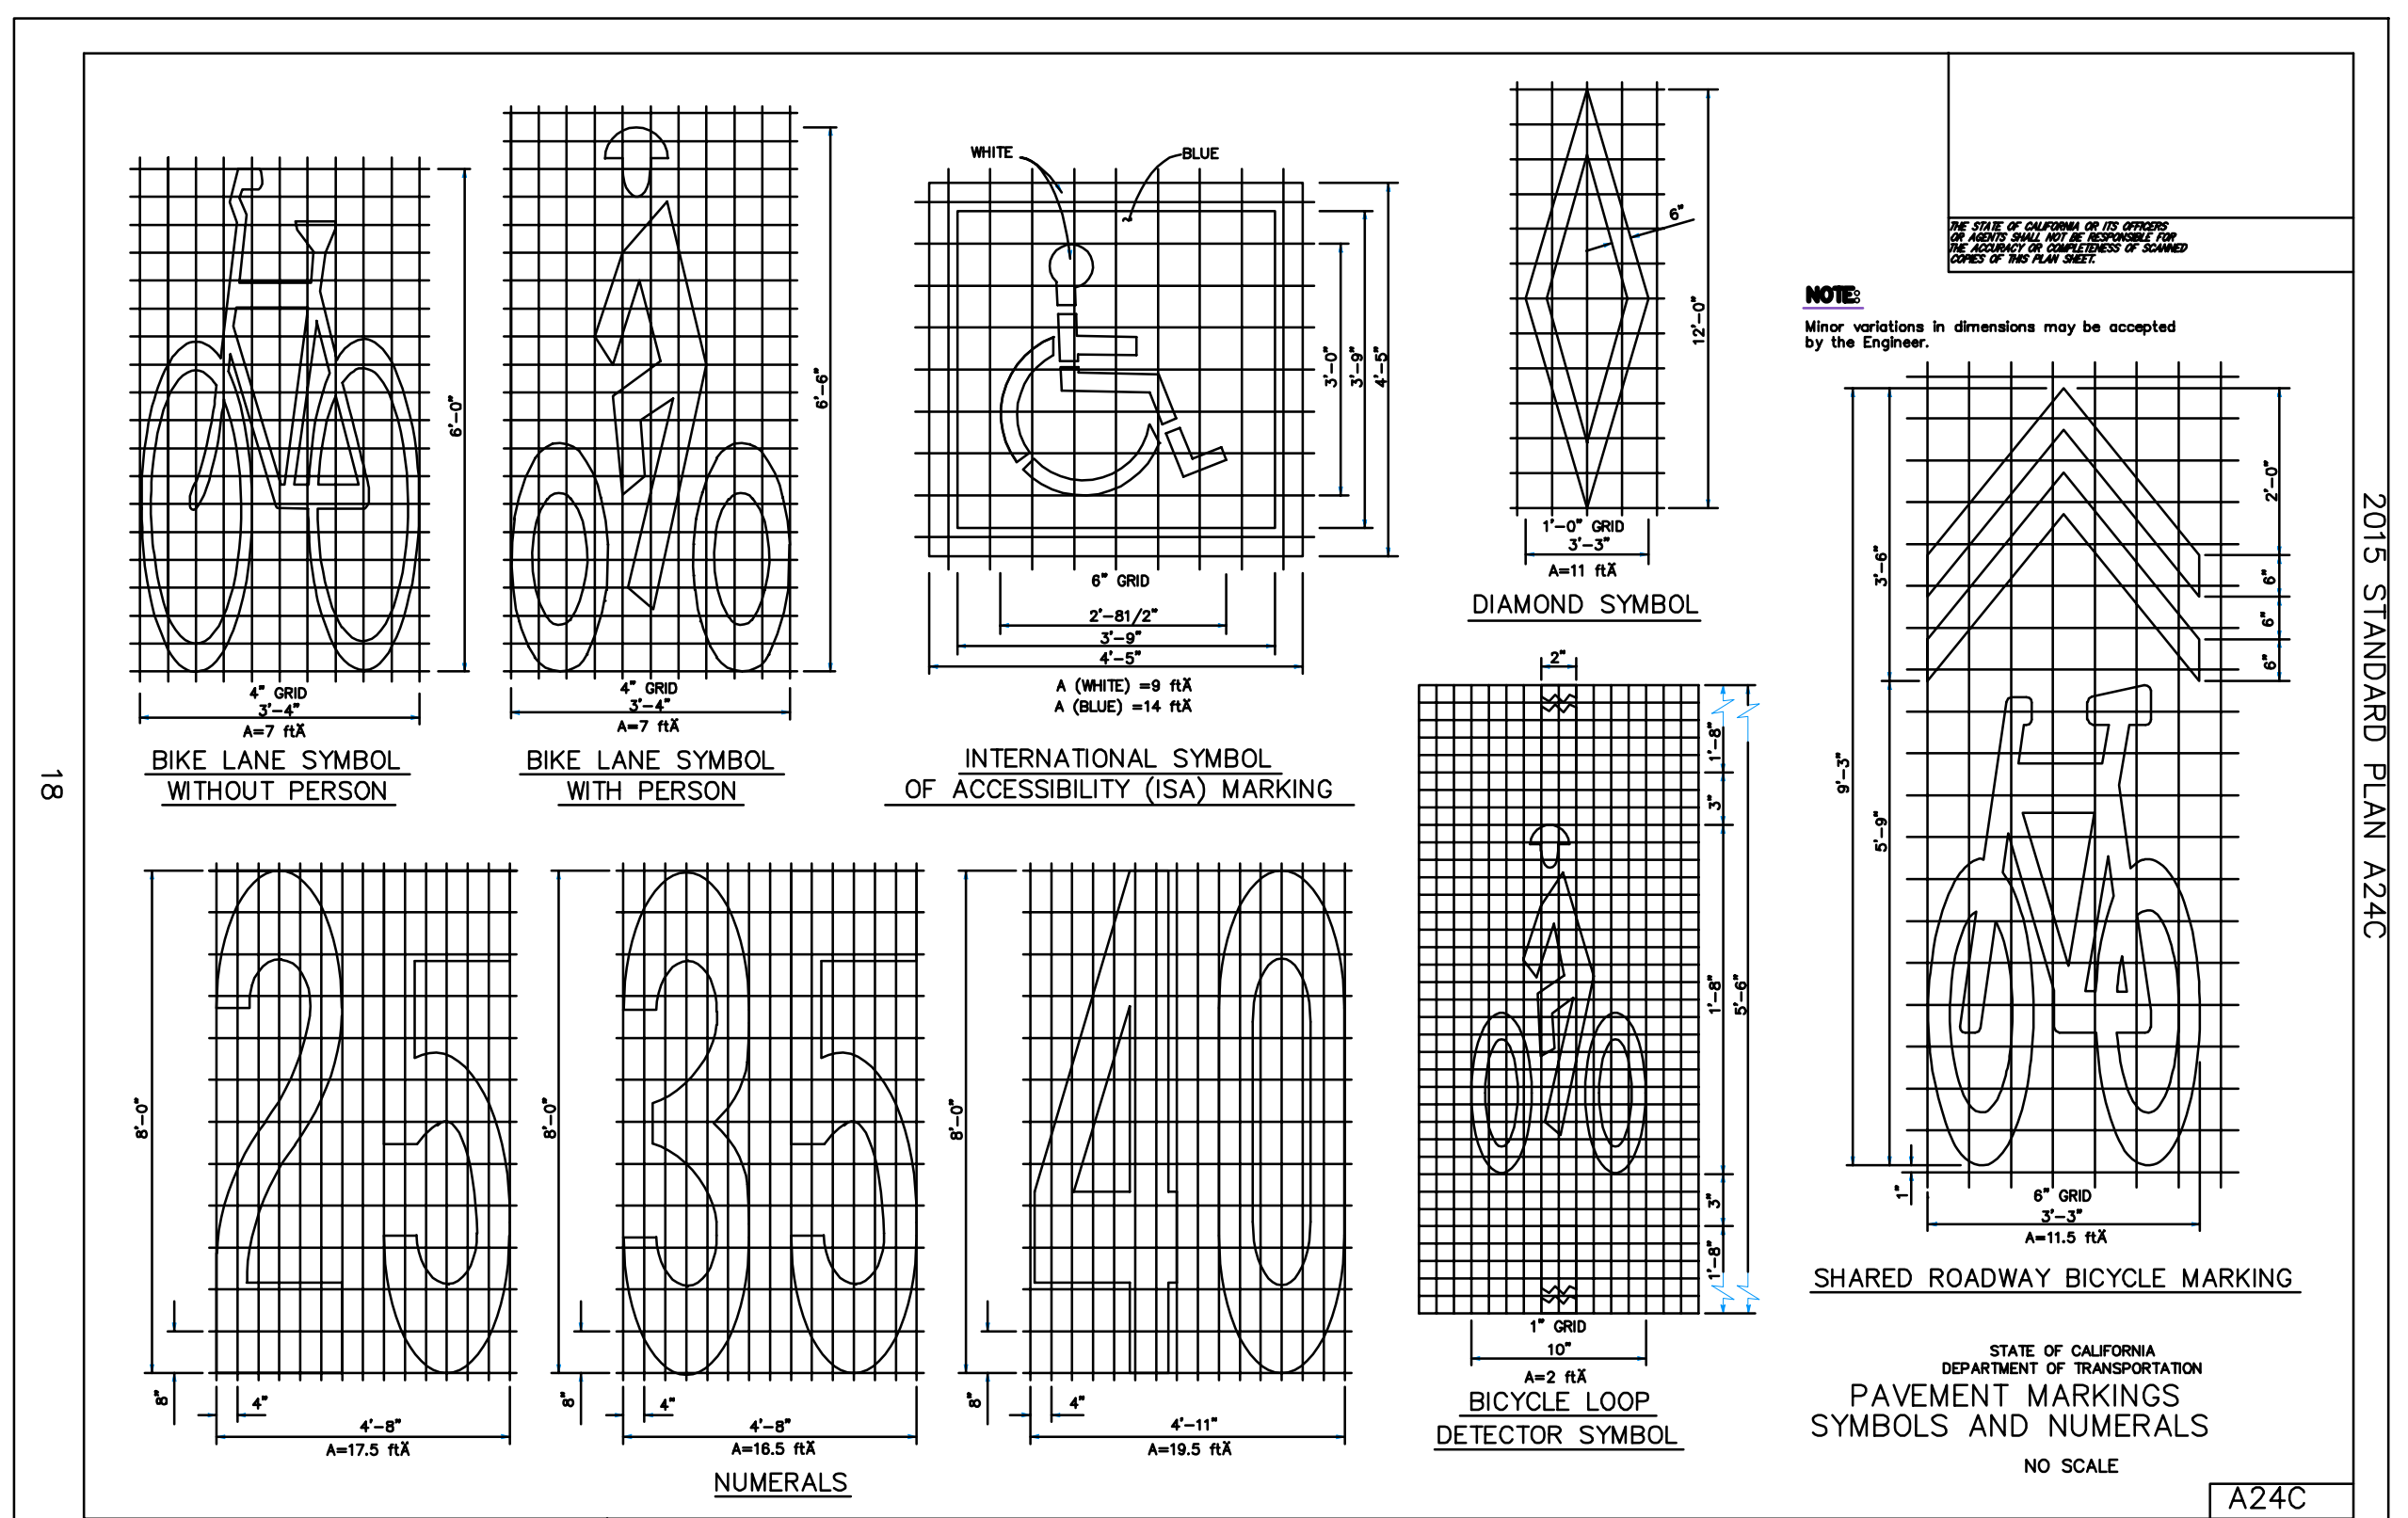 WHITE
BLUE
6'-0"
4" GRID
3'-4"
A=7 ftÄ
BIKE LANE SYMBOL
WITHOUT PERSON
6'-6"
4" GRID
3'-4"
A=7 ftÄ
BIKE LANE SYMBOL
WITH PERSON
3'-0"
3'-9"
4'-5"
6" GRID
2'-81/2"
3'-9"
4'-5"
A (WHITE) =9 ftÄ
A (BLUE) =14 ftÄ
INTERNATIONAL SYMBOL
OF ACCESSIBILITY (ISA) MARKING
6"
12'-0"
1'-0" GRID
3'-3"
A=11 ftÄ
DIAMOND SYMBOL
THE STATE OF CALIFORNIA OR ITS OFFICERS
OR AGENTS SHALL NOT BE RESPONSIBLE FOR
THE ACCURACY OR COMPLETENESS OF SCANNED
COPIES OF THIS PLAN SHEET.
NOTE:
Minor variations in dimensions may be accepted
by the Engineer.
2'-0"
6"
6"
6"
3'-6"
9'-3"
5'-9"
1"
6" GRID
3'-3"
A=11.5 ftÄ
SHARED ROADWAY BICYCLE MARKING
2"
1'-8"
3"
1'-8"
5'-6"
3"
1'-8"
1" GRID
10"
A=2 ftÄ
BICYCLE LOOP
DETECTOR SYMBOL
8'-0"
8"
4"
4'-8"
A=17.5 ftÄ
8'-0"
8"
4"
4'-8"
A=16.5 ftÄ
8'-0"
8"
4"
4'-11"
A=19.5 ftÄ
NUMERALS
STATE OF CALIFORNIA
DEPARTMENT OF TRANSPORTATION
PAVEMENT MARKINGS
SYMBOLS AND NUMERALS
NO SCALE
A24C
2015 STANDARD PLAN A24C
18